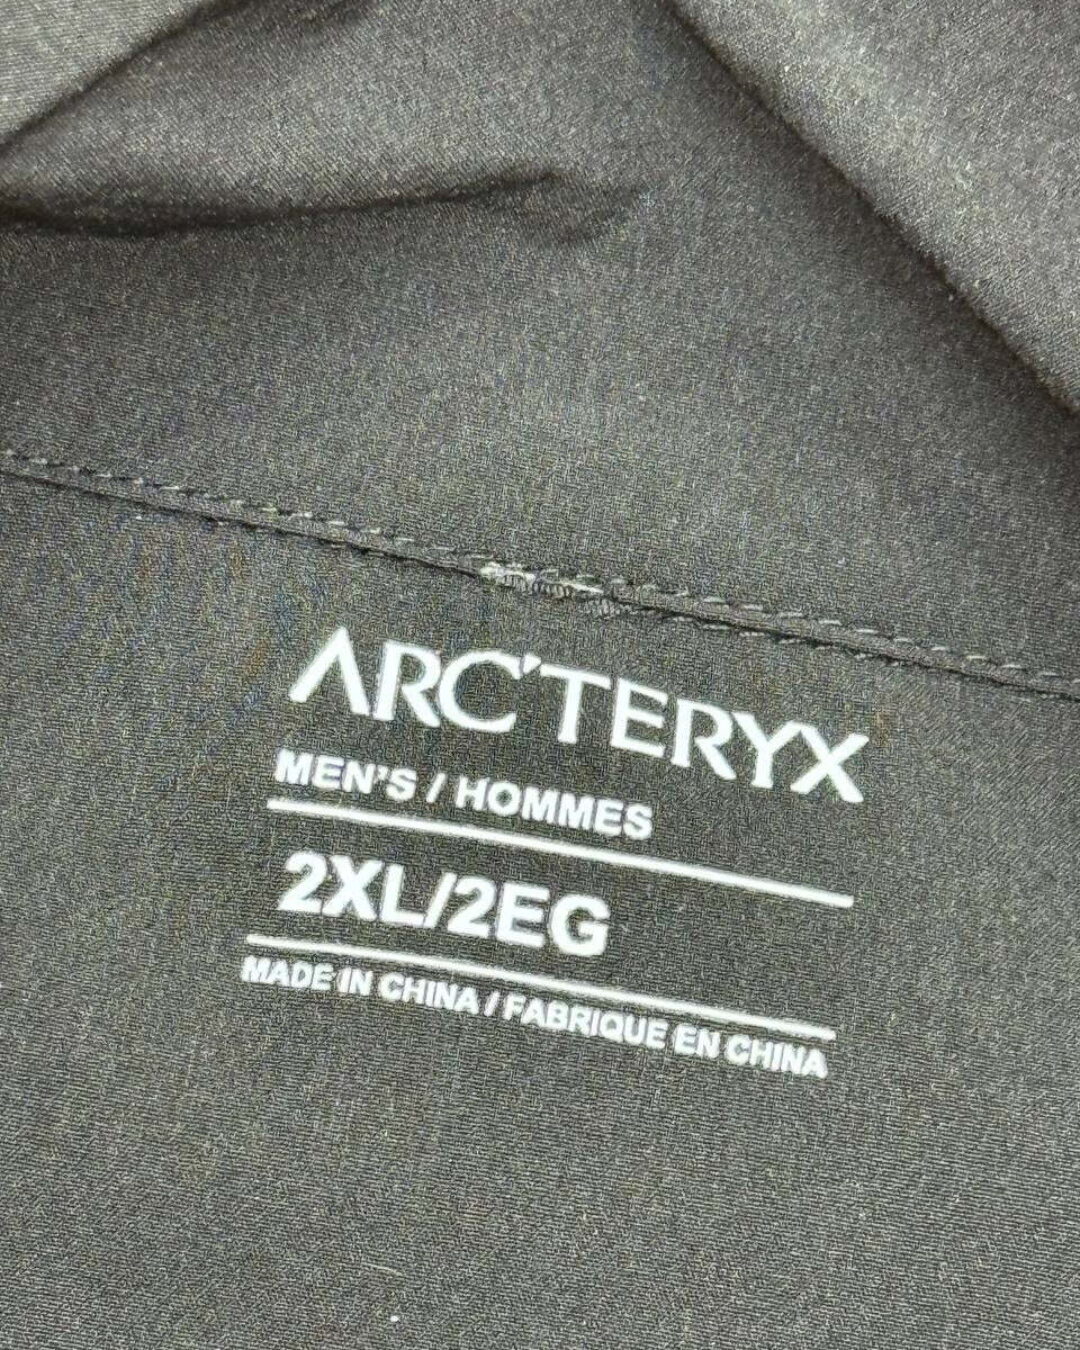 ARC'TERYX
MEN'S / HOMMES
2XL/2EG
MADE IN CHINA / FABRIQUE EN CHINA